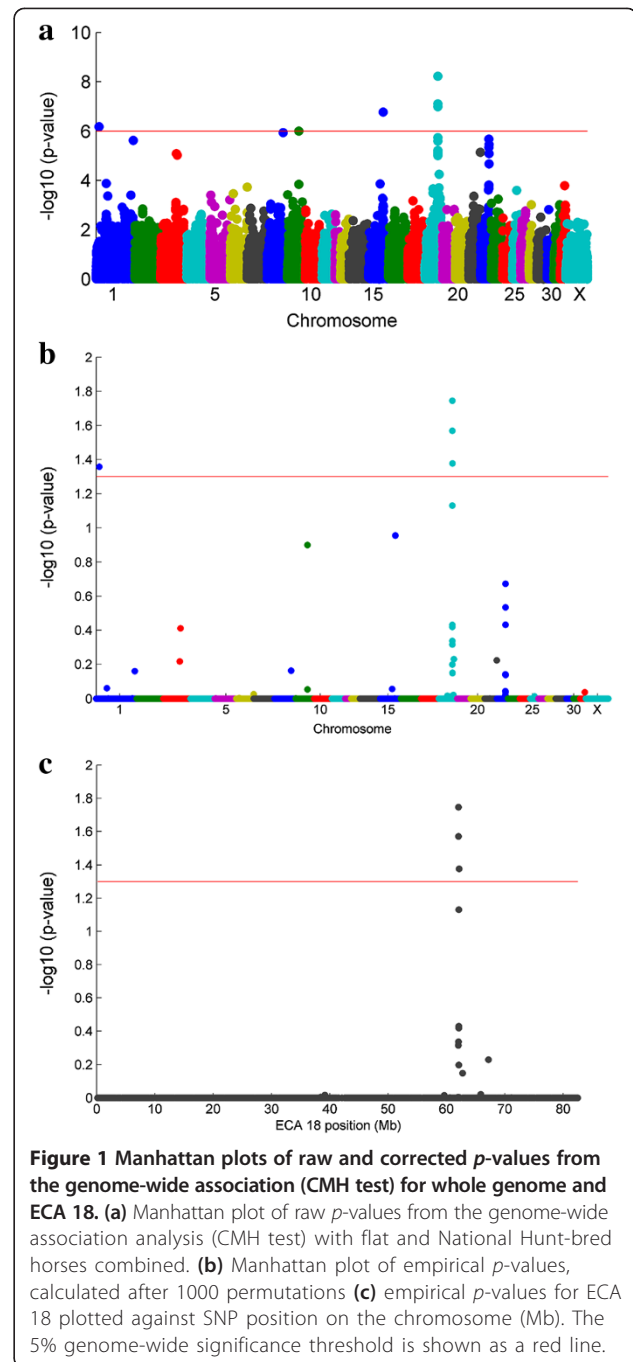 a
10
8
6
4
2
0
-log10 (p-value)
1 5 10 15 20 25 30 X
Chromosome
b
2
1.8
1.6
1.4
1.2
1
0.8
0.6
0.4
0.2
0
-log10 (p-value)
1 5 10 15 20 25 30 X
Chromosome
c
2
1.8
1.6
1.4
1.2
1
0.8
0.6
0.4
0.2
0
-log10 (p-value)
0 10 20 30 40 50 60 70 80
ECA 18 position (Mb)
Figure 1 Manhattan plots of raw and corrected p-values from
the genome-wide association (CMH test) for whole genome and
ECA 18. (a) Manhattan plot of raw p-values from the genome-wide
association analysis (CMH test) with flat and National Hunt-bred
horses combined. (b) Manhattan plot of empirical p-values,
calculated after 1000 permutations (c) empirical p-values for ECA
18 plotted against SNP position on the chromosome (Mb). The
5% genome-wide significance threshold is shown as a red line.